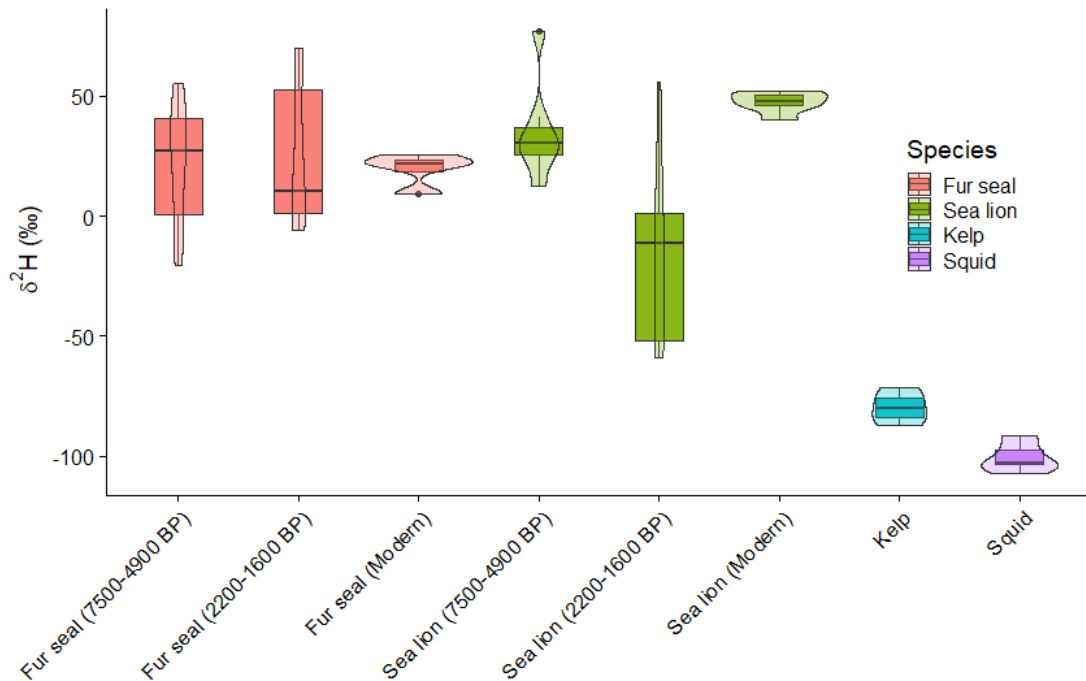 50
0
-50
-100
δ²H (‰)
Species
Fur seal
Sea lion
Kelp
Squid
Fur seal (7500-4900 BP)
Fur seal (2200-1600 BP)
Fur seal (Modern)
Sea lion (7500-4900 BP)
Sea lion (2200-1600 BP)
Sea lion (Modern)
Kelp
Squid